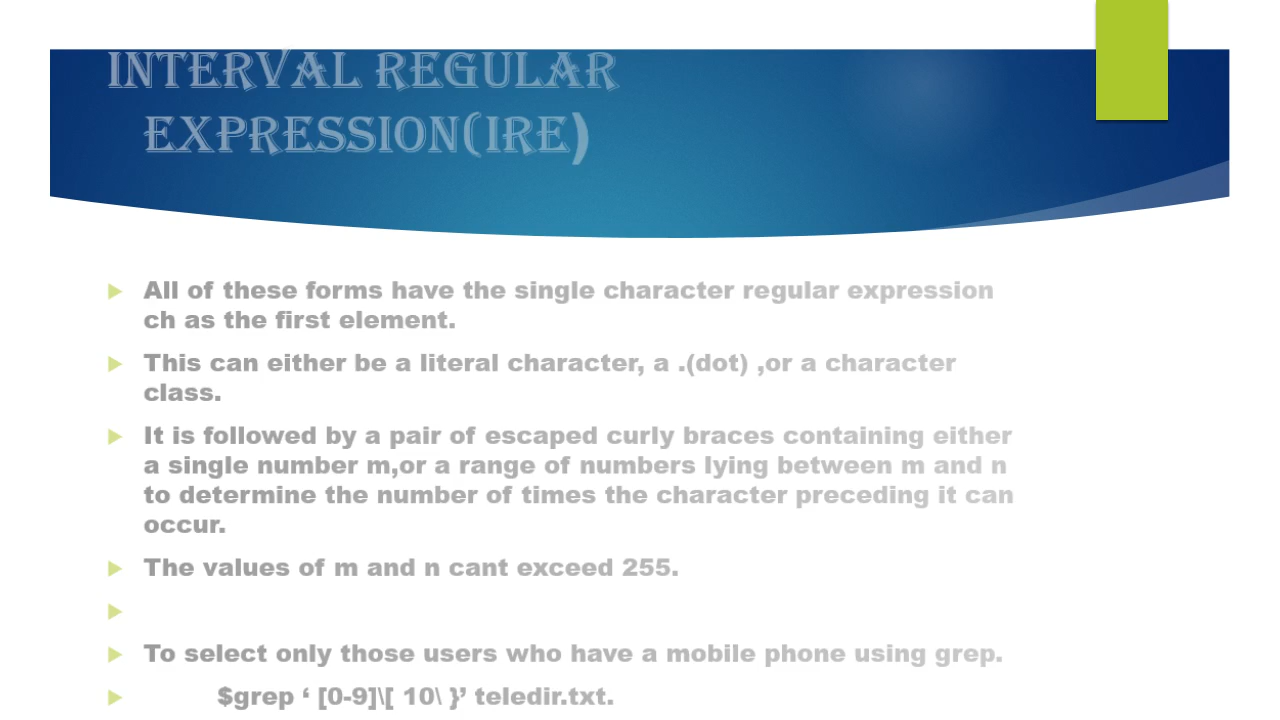 INTERVAL REGULAR
EXPRESSION(IRE)
All of these forms have the single character regular expression
ch as the first element.
This can either be a literal character, a .(dot) ,or a character
class.
It is followed by a pair of escaped curly braces containing either
a single number m,or a range of numbers lying between m and n
to determine the number of times the character preceding it can
occur.
The values of m and n cant exceed 255.
To select only those users who have a mobile phone using grep.
$grep ‘ [0-9]\[ 10\ }’ teledir.txt.